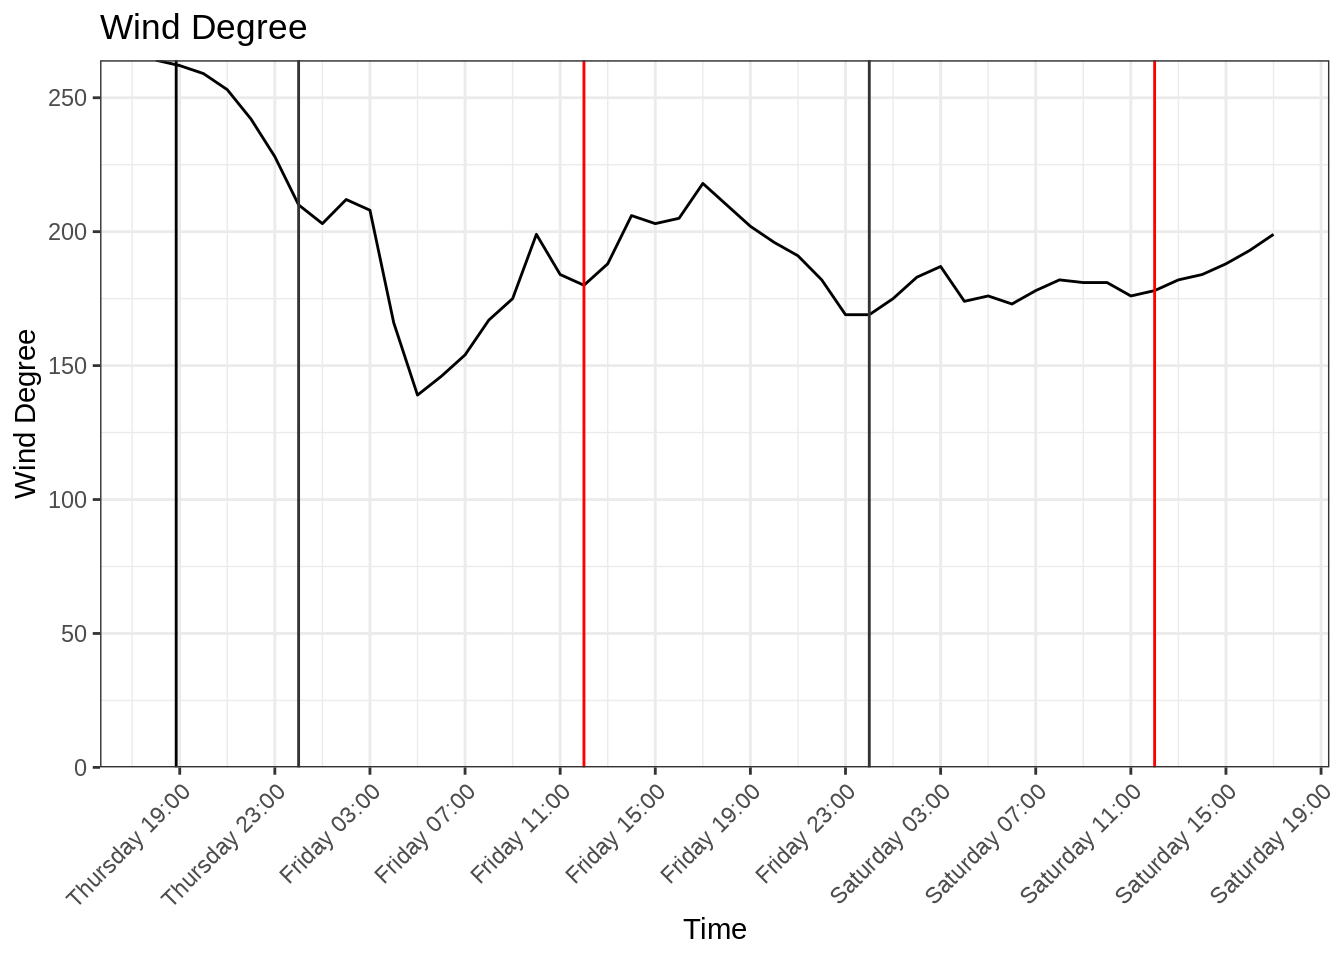 Wind Degree
Wind Degree
250
200
150
100
50
0
Thursday 19:00
Thursday 23:00
Friday 03:00
Friday 07:00
Friday 11:00
Friday 15:00
Friday 19:00
Friday 23:00
Saturday 03:00
Saturday 07:00
Saturday 11:00
Saturday 15:00
Saturday 19:00
Time